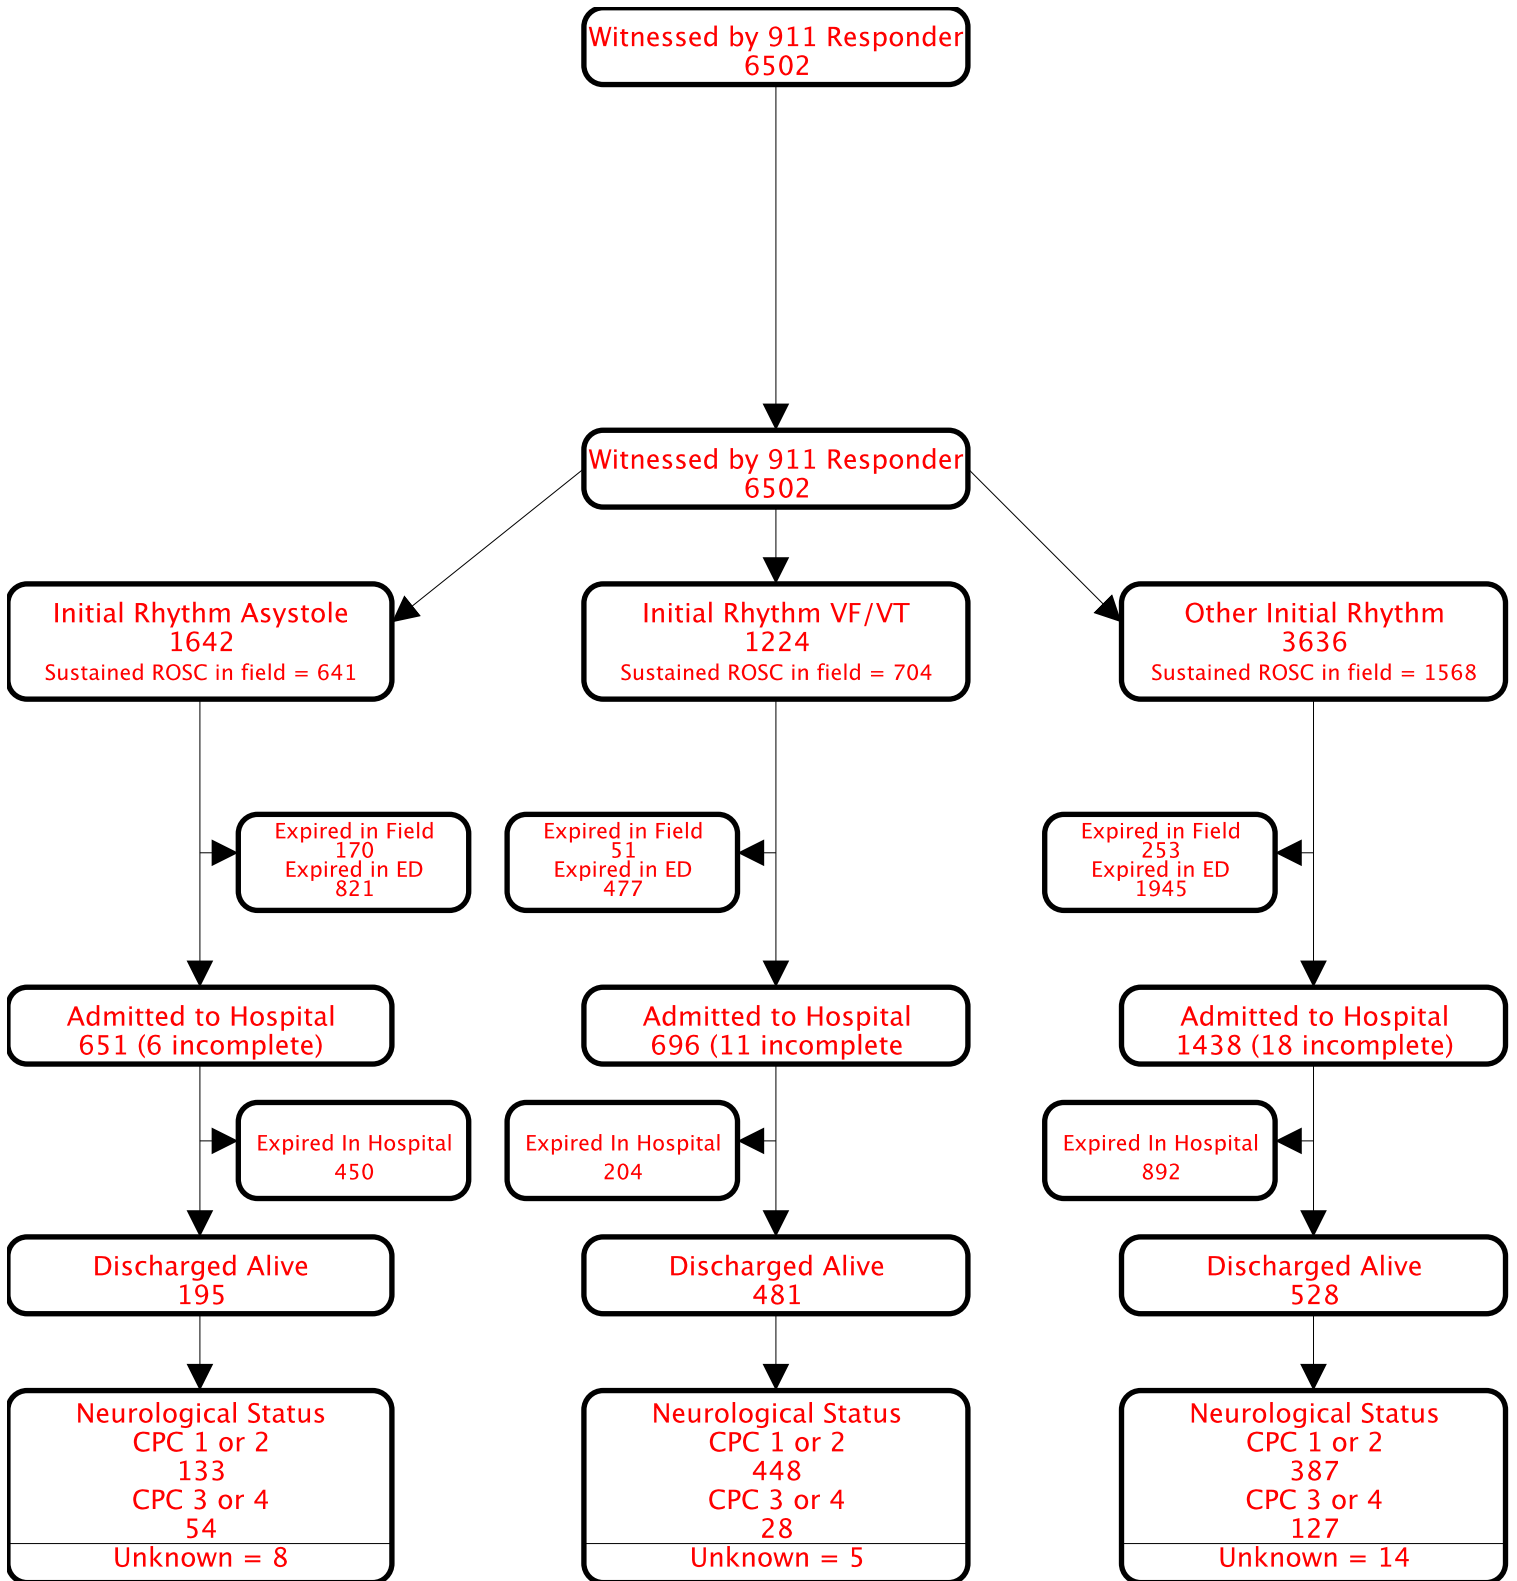 Witnessed by 911 Responder
6502
Witnessed by 911 Responder
6502
Initial Rhythm Asystole
1642
Sustained ROSC in field = 641
Initial Rhythm VF/VT
1224
Sustained ROSC in field = 704
Other Initial Rhythm
3636
Sustained ROSC in field = 1568
Expired in Field
170
Expired in ED
821
Expired in Field
51
Expired in ED
477
Expired in Field
253
Expired in ED
1945
Admitted to Hospital
651 (6 incomplete)
Admitted to Hospital
696 (11 incomplete
Admitted to Hospital
1438 (18 incomplete)
Expired In Hospital
450
Expired In Hospital
204
Expired In Hospital
892
Discharged Alive
195
Discharged Alive
481
Discharged Alive
528
Neurological Status
CPC 1 or 2
133
CPC 3 or 4
54
Unknown = 8
Neurological Status
CPC 1 or 2
448
CPC 3 or 4
28
Unknown = 5
Neurological Status
CPC 1 or 2
387
CPC 3 or 4
127
Unknown = 14